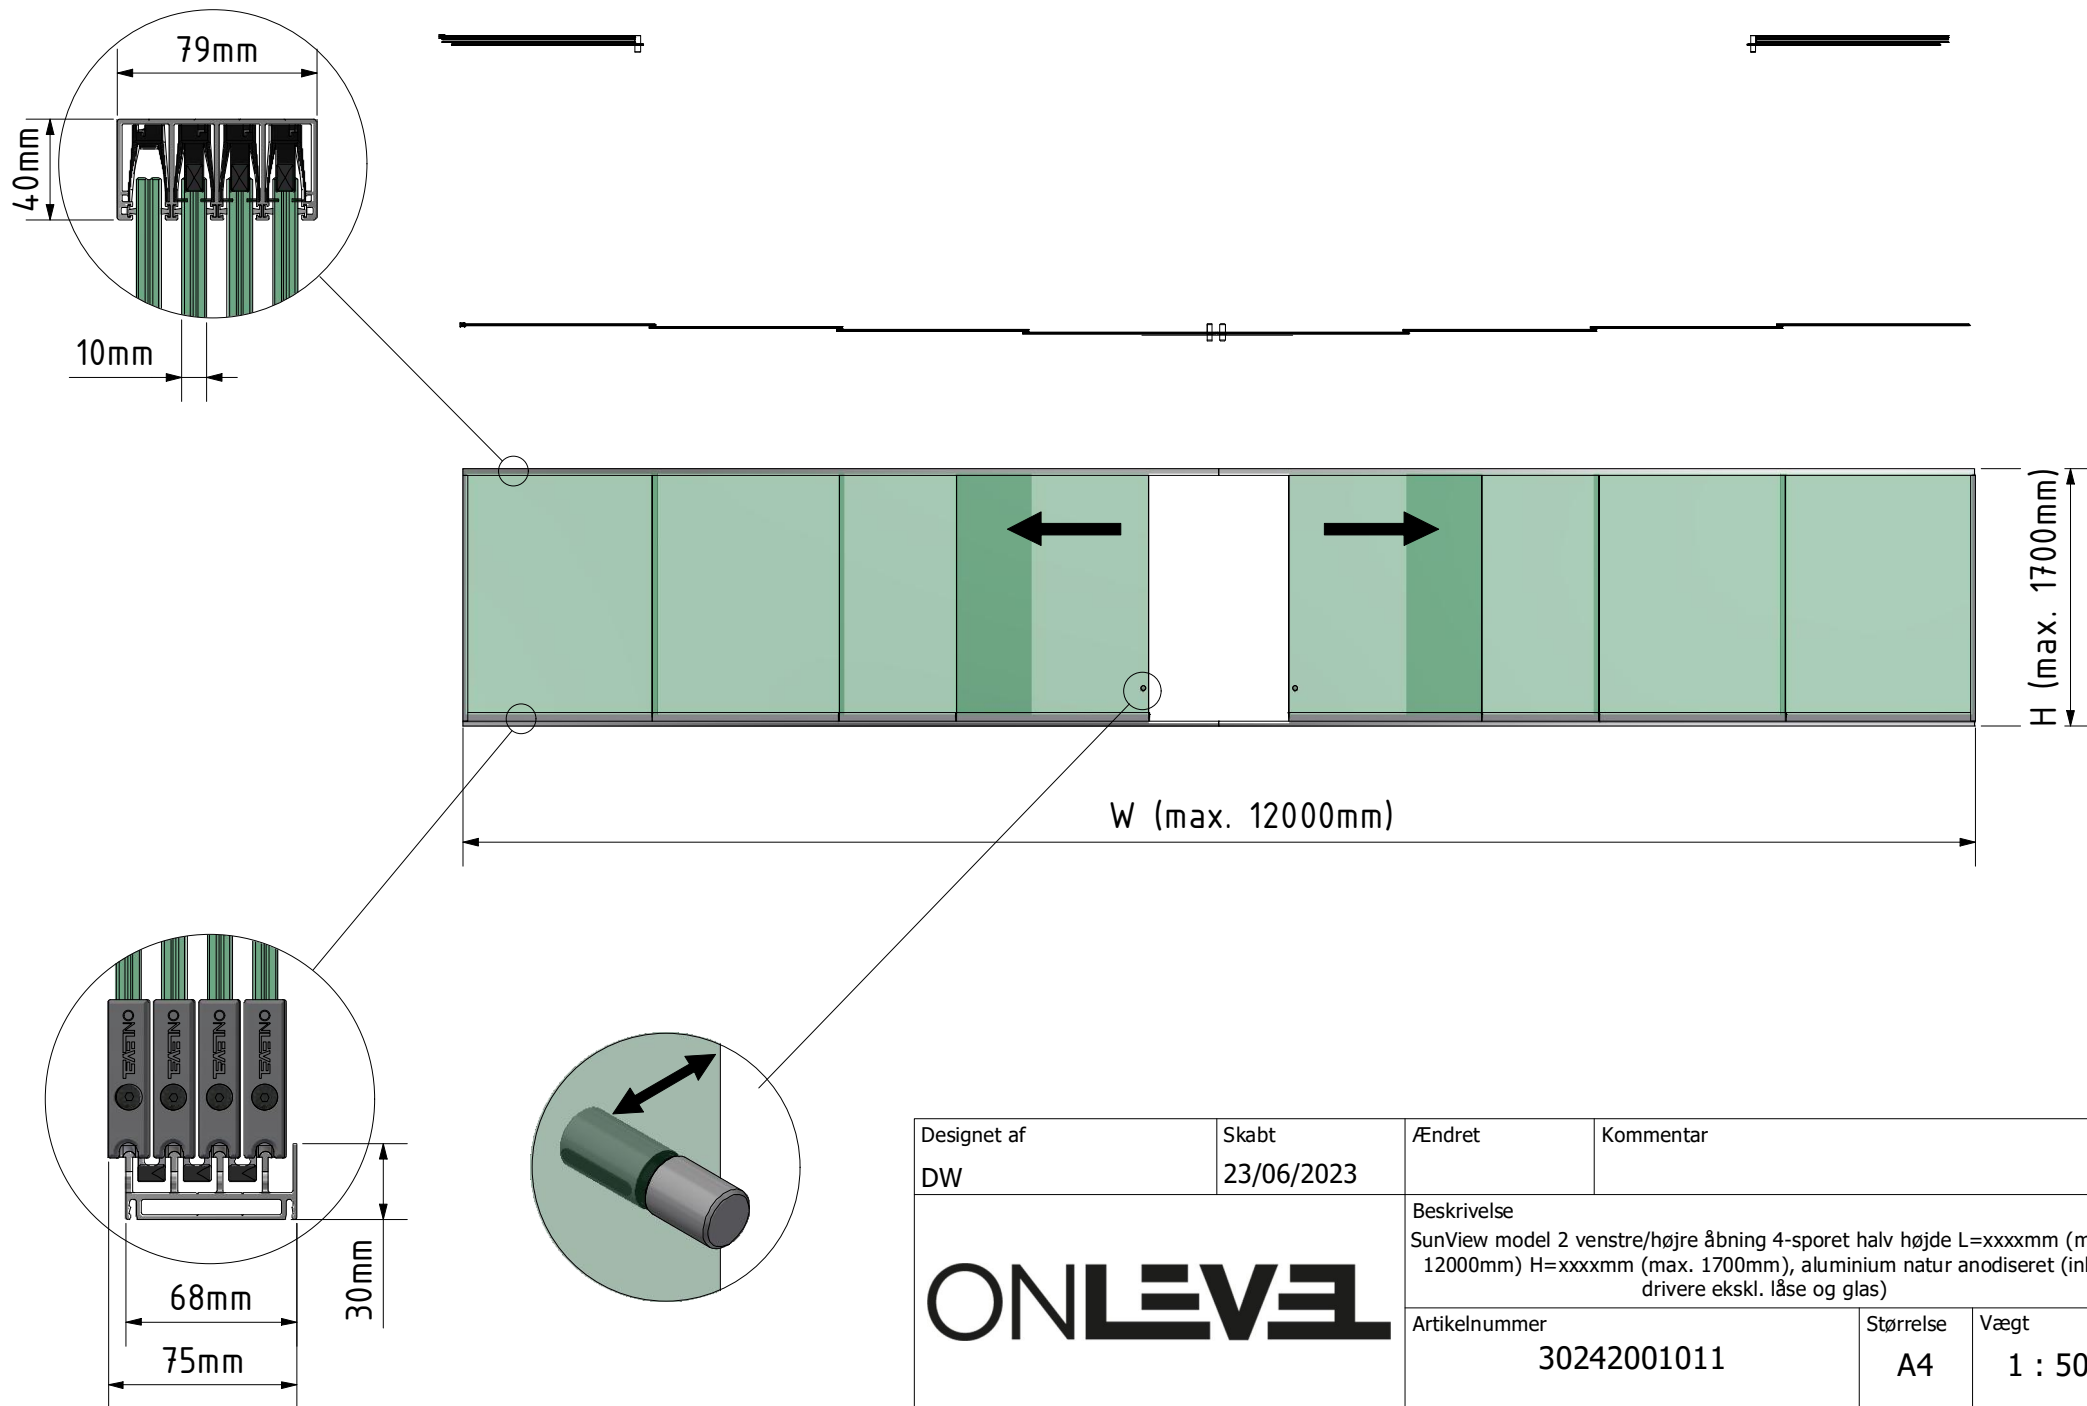 79mm
40mm
10mm
H (max. 1700mm)
W (max. 12000mm)
ONLEVEL ONLEVEL ONLEVEL ONLEVEL
30mm
68mm
75mm
Designet af
DW
Skabt
23/06/2023
Ændret
Kommentar
ONLEVEL
Beskrivelse
SunView model 2 venstre/højre åbning 4-sporet halv højde L=xxxxmm (m
12000mm) H=xxxxmm (max. 1700mm), aluminium natur anodiseret (in
drivere ekskl. låse og glas)
Artikelnummer
30242001011
Størrelse
A4
Vægt
1 : 50